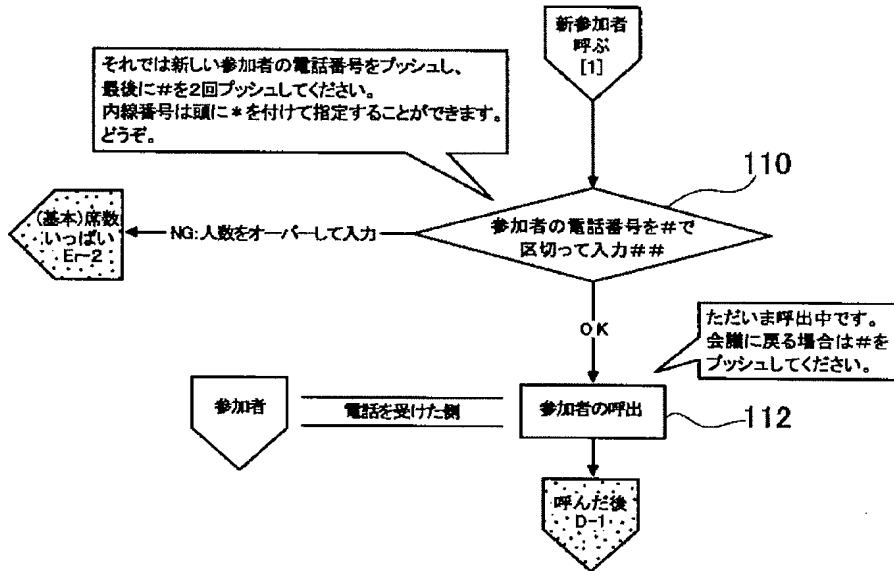 新参加者
呼ぶ
[1]
それでは新しい参加者の電話番号をプッシュし、
最後に#を2回プッシュしてください。
内線番号は頭に*を付けて指定することができます。
どうぞ。
110
参加者の電話番号を#で
区切って入力##
NG:人数をオーバーして入力
(基本)席数
いっぱい
Er-2
OK
ただいま呼出中です。
会議に戻る場合は#を
プッシュしてください。
参加者
電話を受けた側
参加者の呼出
112
呼んだ後
D-1